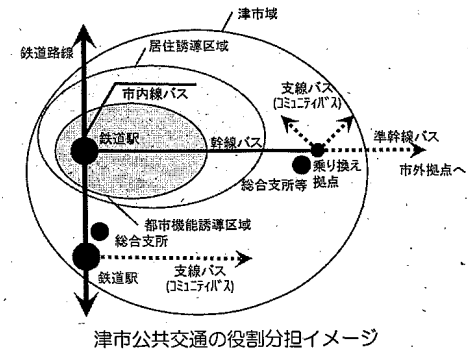 津市域
居住誘導区域
鉄道路線
市内線バス
支線バス
(コミュニティバス)
鉄道駅
幹線バス
準幹線バス
乗り換え
拠点
市外拠点へ
総合支所等
都市機能誘導区域
総合支所
支線バス
(コミュニティバス)
鉄道駅
津市公共交通の役割分担イメージ